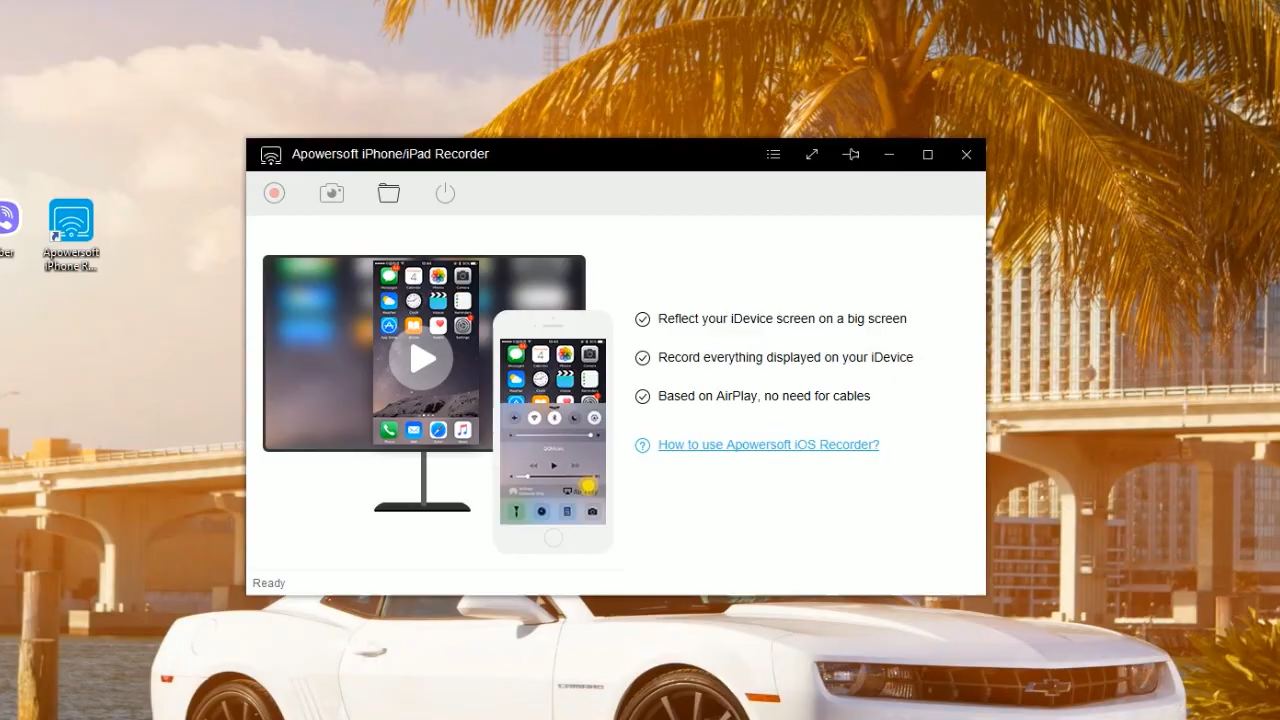 Apowersoft iPhone/iPad Recorder
ber
Apowersoft
iPhone R...
Reflect your iDevice screen on a big screen
Record everything displayed on your iDevice
Based on AirPlay, no need for cables
How to use Apowersoft iOS Recorder?
Ready